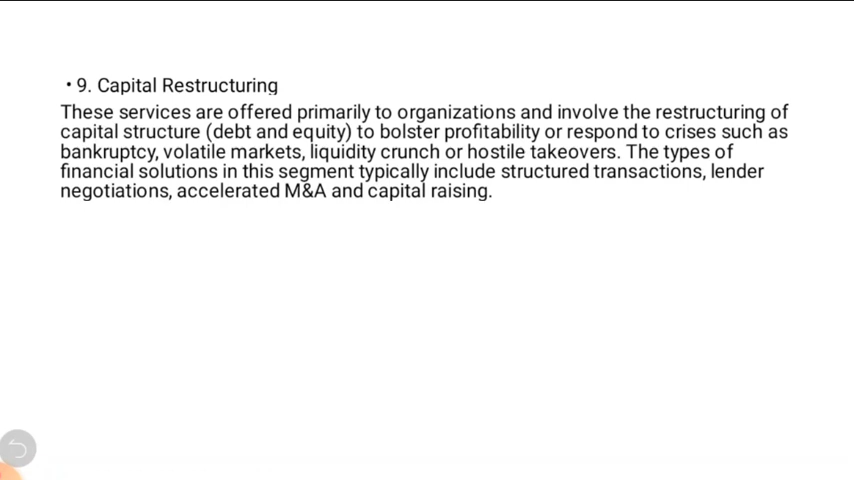 • 9. Capital Restructuring
These services are offered primarily to organizations and involve the restructuring of
capital structure (debt and equity) to bolster profitability or respond to crises such as
bankruptcy, volatile markets, liquidity crunch or hostile takeovers. The types of
financial solutions in this segment typically include structured transactions, lender
negotiations, accelerated M&A and capital raising.